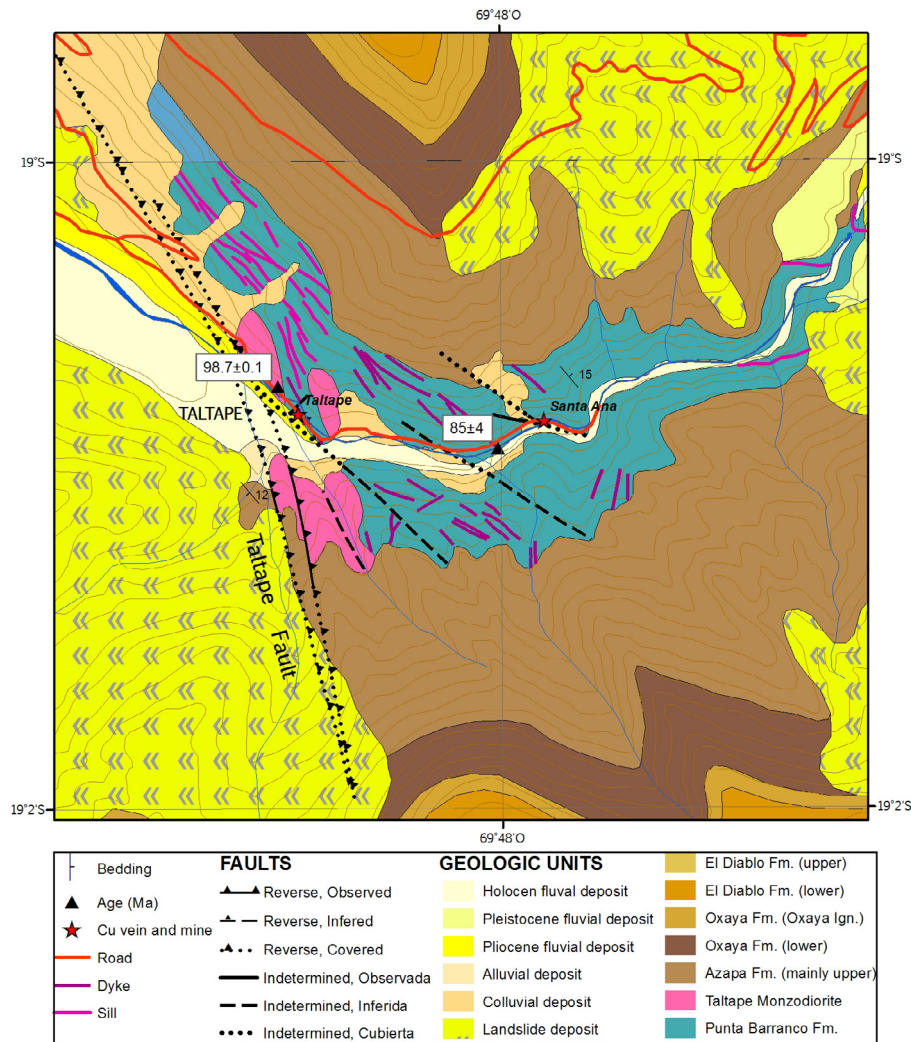 69°48'O
19°S
19°S
98.7±0.1
TALTAPE
Taltape
85±4
Santa Ana
15
12
Taltape Fault
19°2'S
19°2'S
69°48'O
Bedding
Age (Ma)
Cu vein and mine
Road
Dyke
Sill
FAULTS
Reverse, Observed
Reverse, Infered
Reverse, Covered
Indetermined, Observada
Indetermined, Inferida
Indetermined, Cubierta
GEOLOGIC UNITS
Holocen fluval deposit
Pleistocene fluvial deposit
Pliocene fluvial deposit
Alluvial deposit
Colluvial deposit
Landslide deposit
El Diablo Fm. (upper)
El Diablo Fm. (lower)
Oxaya Fm. (Oxaya Ign.)
Oxaya Fm. (lower)
Azapa Fm. (mainly upper)
Taltape Monzodiorite
Punta Barranco Fm.